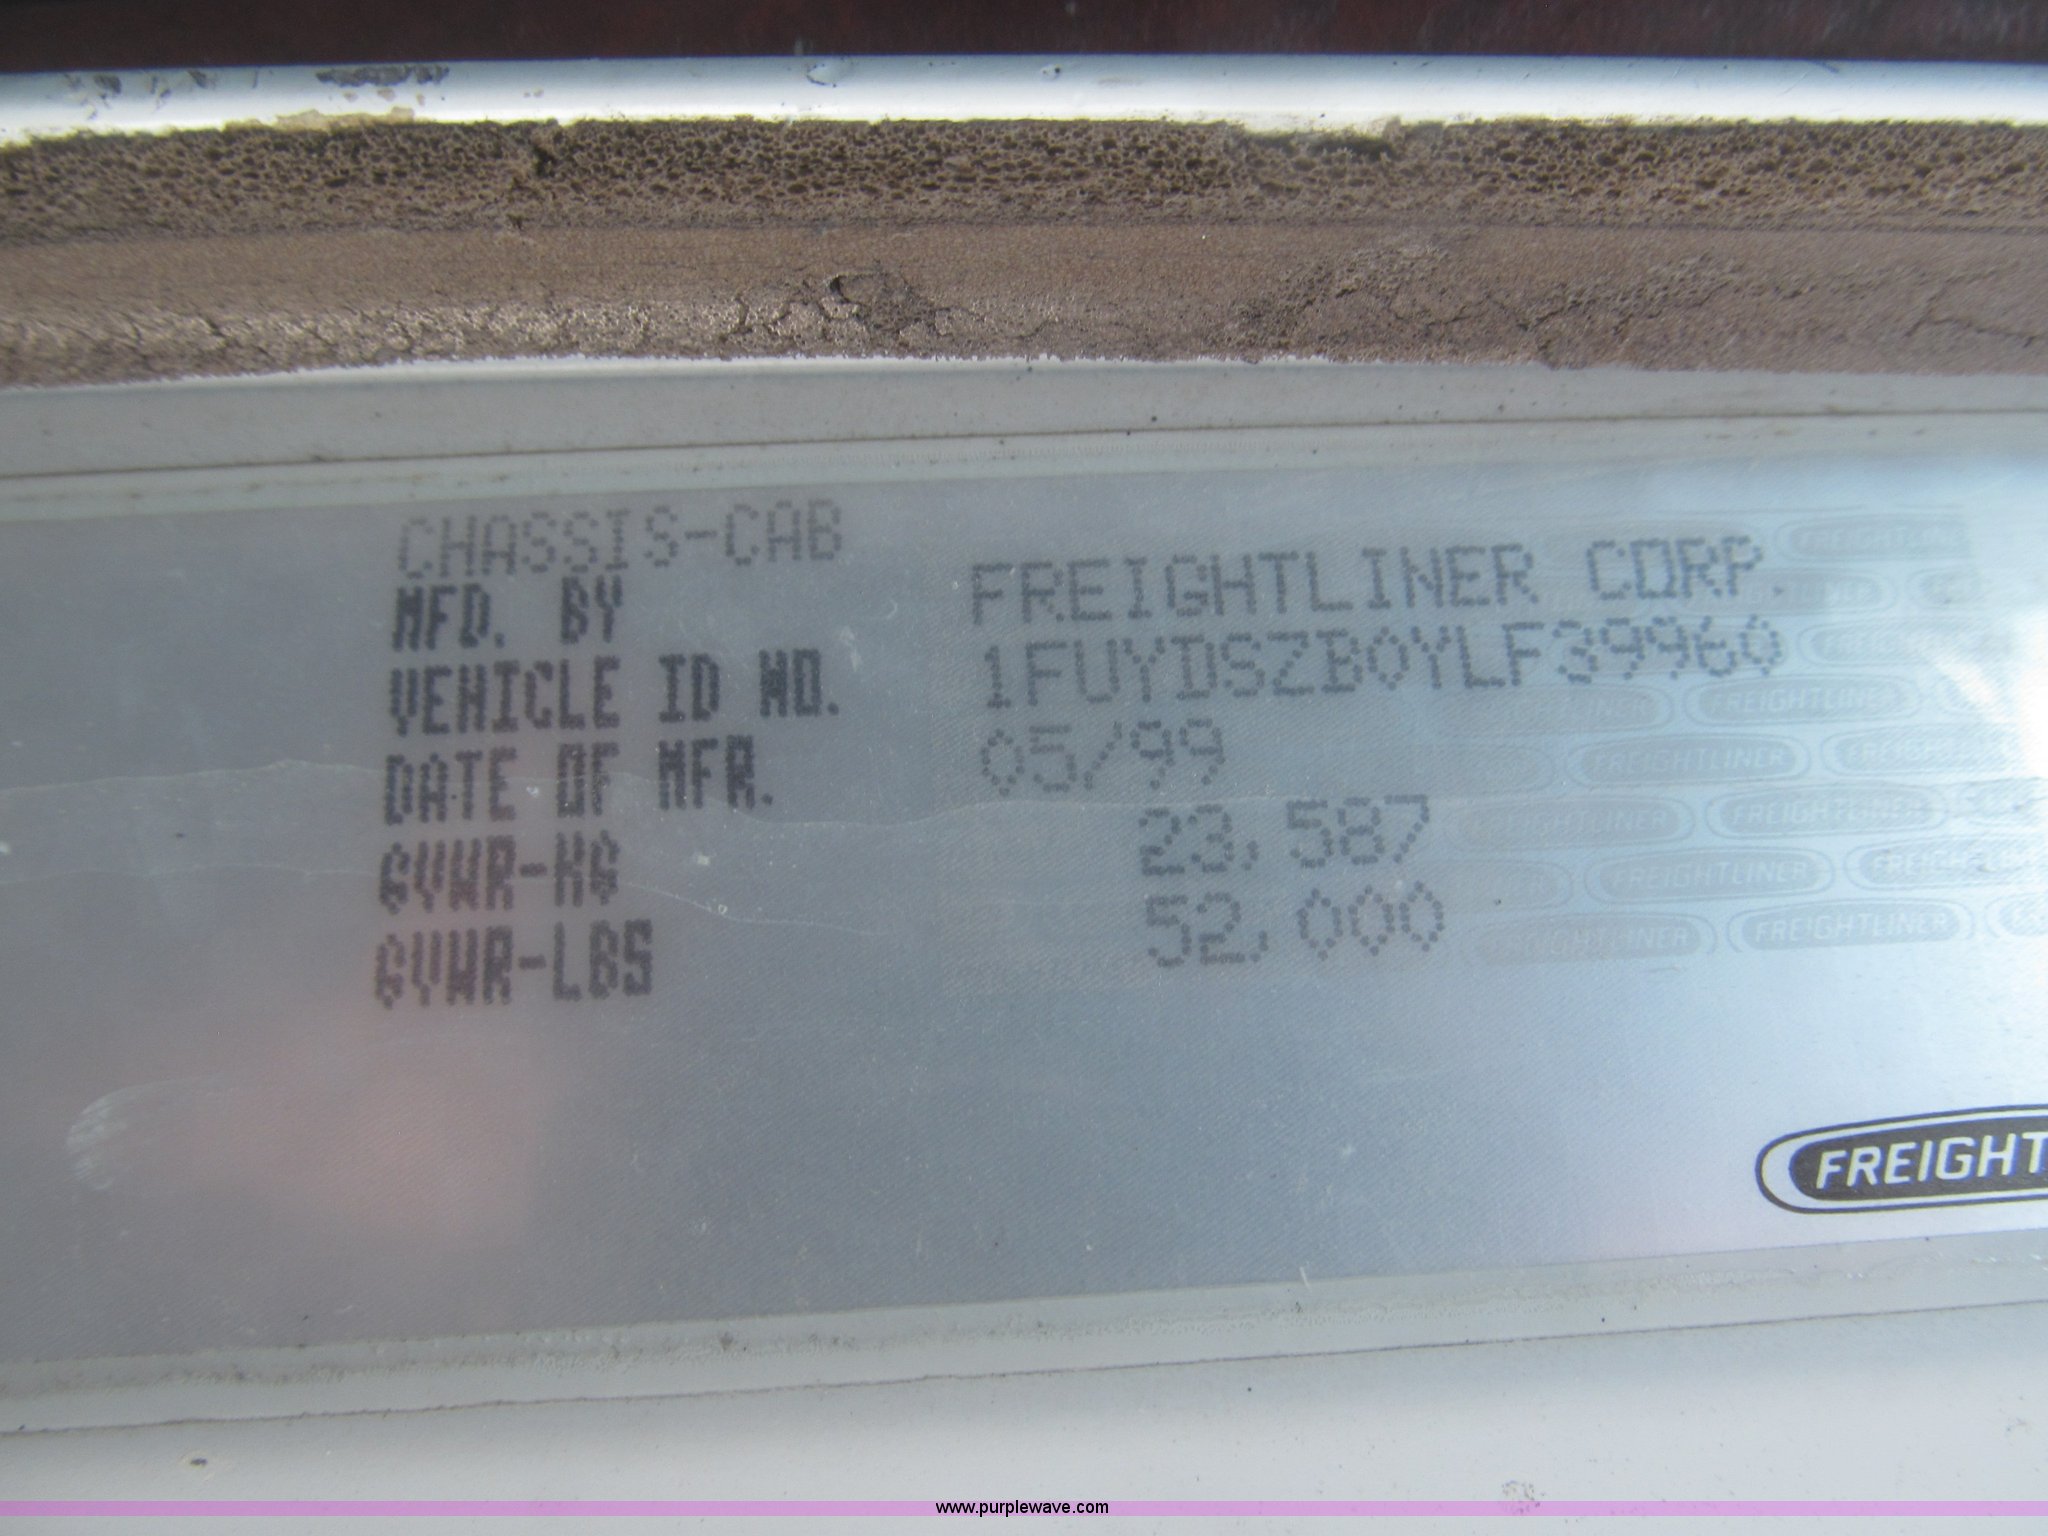 CHASSIS-CAB
MFD. BY FREIGHTLINER CORP.
VEHICLE ID NO. 1FUYDSZB0YLF39960
DATE OF MFR. 05/99
GVWR-KG 23,587
GVWR-LBS 52,000
FREIGHT
www.purplewave.com